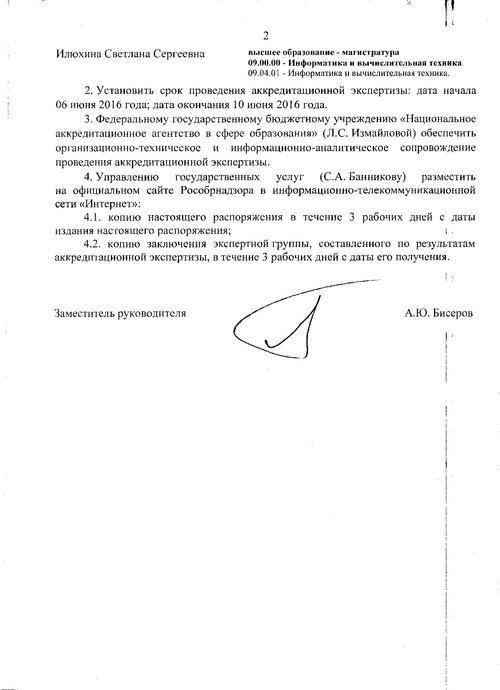 2
Илюхина Светлана Сергеевна
высшее образование - магистратура
09.00.00 - Информатика и вычислительная техника
09.04.01 - Информатика и вычислительная техника.
2. Установить срок проведения аккредитационной экспертизы: дата начала
06 июня 2016 года; дата окончания 10 июня 2016 года.
3. Федеральному государственному бюджетному учреждению «Национальное
аккредитационное агентство в сфере образования» (Л.С. Измайловой) обеспечить
организационно-техническое и информационно-аналитическое сопровождение
проведения аккредитационной экспертизы.
4. Управлению государственных услуг (С.А. Банникову) разместить
на официальном сайте Рособрнадзора в информационно-телекоммуникационной
сети «Интернет»:
4.1. копию настоящего распоряжения в течение 3 рабочих дней с даты
издания настоящего распоряжения;
4.2. копию заключения экспертной группы, составленного по результатам
аккредитационной экспертизы, в течение 3 рабочих дней с даты его получения.
Заместитель руководителя
А.Ю. Бисеров